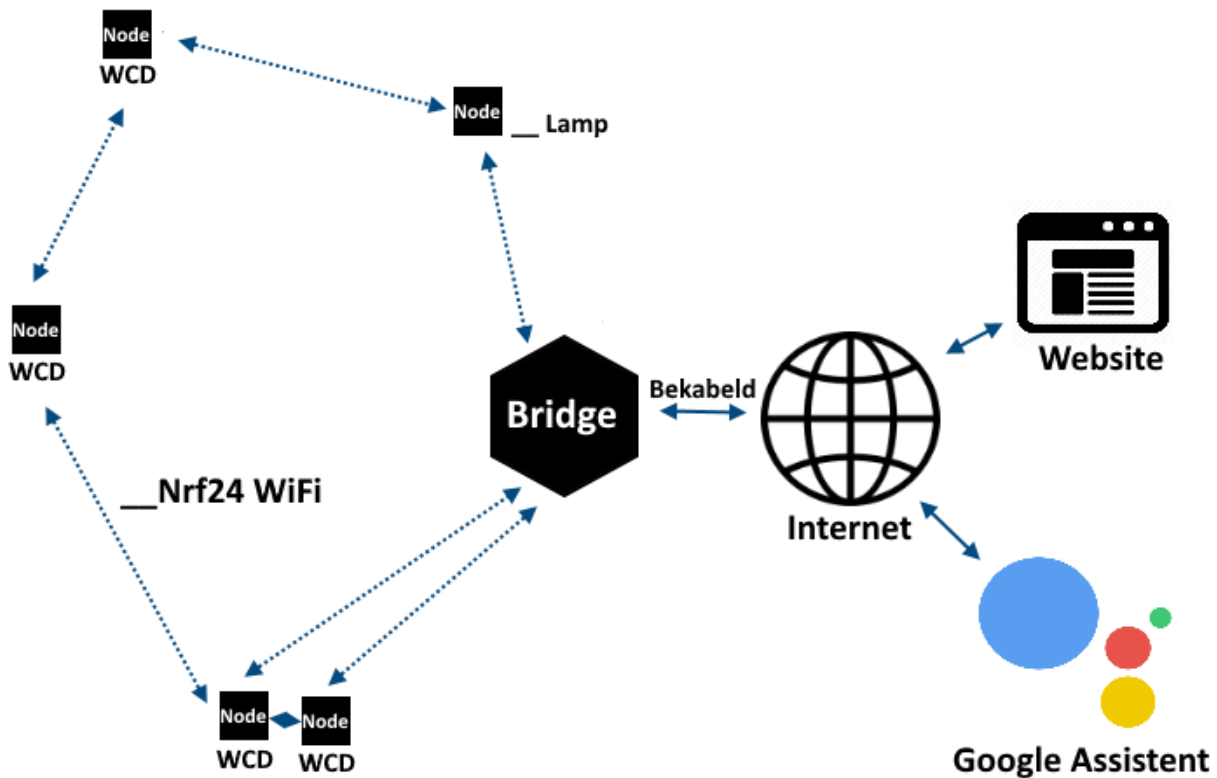 Node
WCD
Node
__ Lamp
Node
WCD
Bridge
Bekabeld
Website
__Nrf24 WiFi
Internet
Node
WCD
Node
WCD
Google Assistent